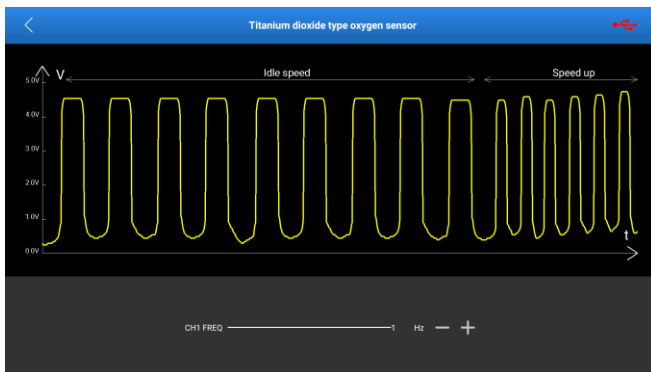 Titanium dioxide type oxygen sensor
V
Idle speed
Speed up
5.0V
4.0V
3.0V
2.0V
1.0V
0.0V
t
CH1 FREQ 1 Hz